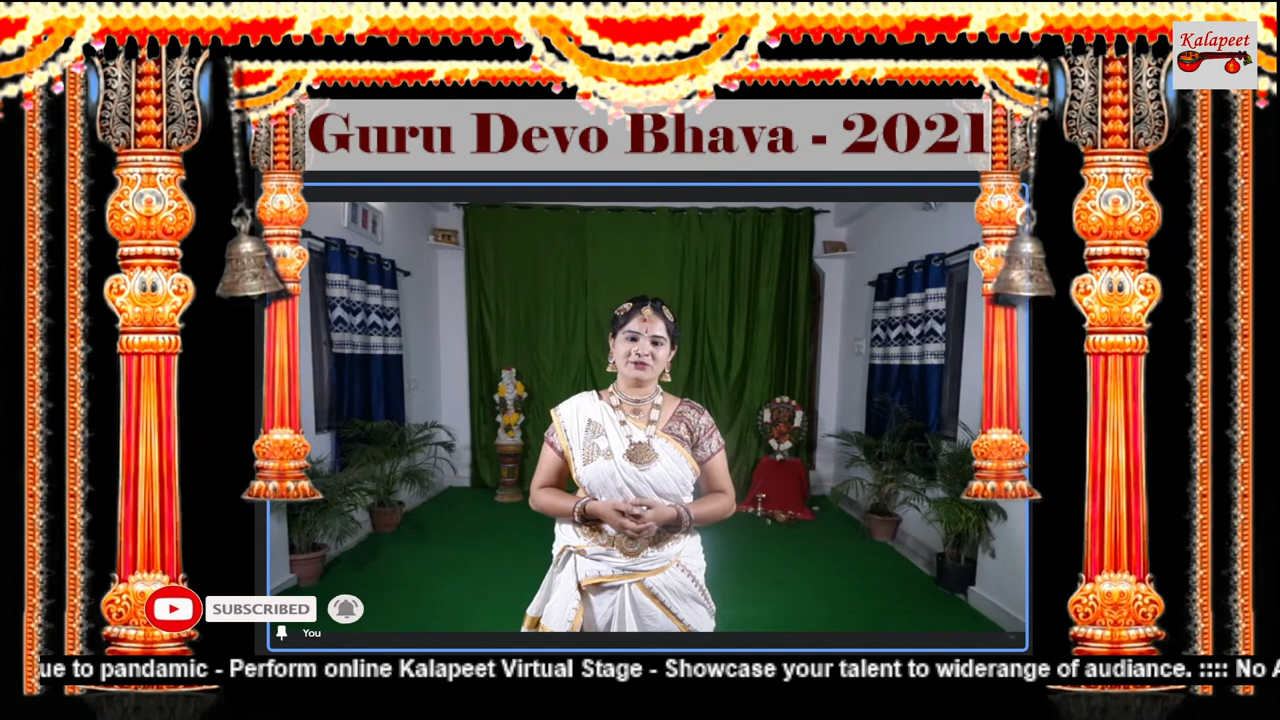 Kalapeet
Guru Devo Bhava - 2021
SUBSCRIBED
You
ue to pandamic - Perform online Kalapeet Virtual Stage - Showcase your talent to widerange of audiance. :::: No A